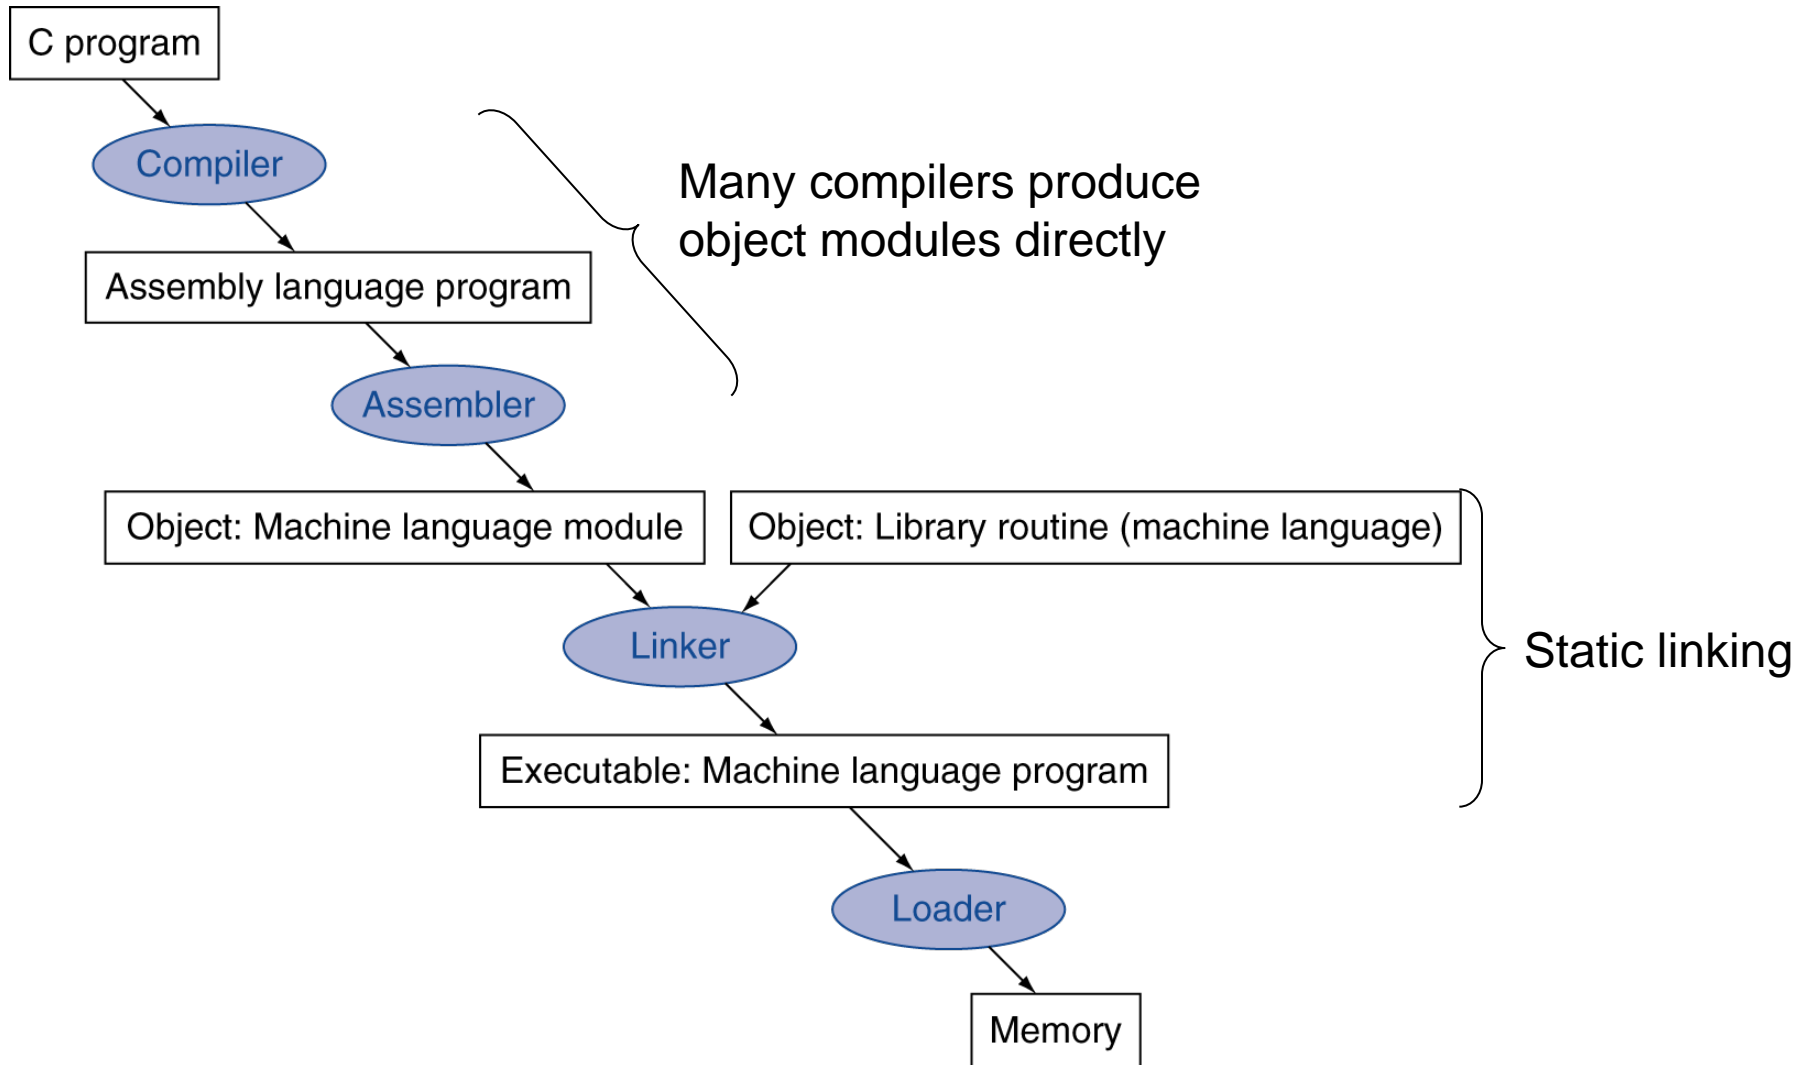 C program
Compiler
Many compilers produce
object modules directly
Assembly language program
Assembler
Object: Machine language module
Object: Library routine (machine language)
Linker
Static linking
Executable: Machine language program
Loader
Memory